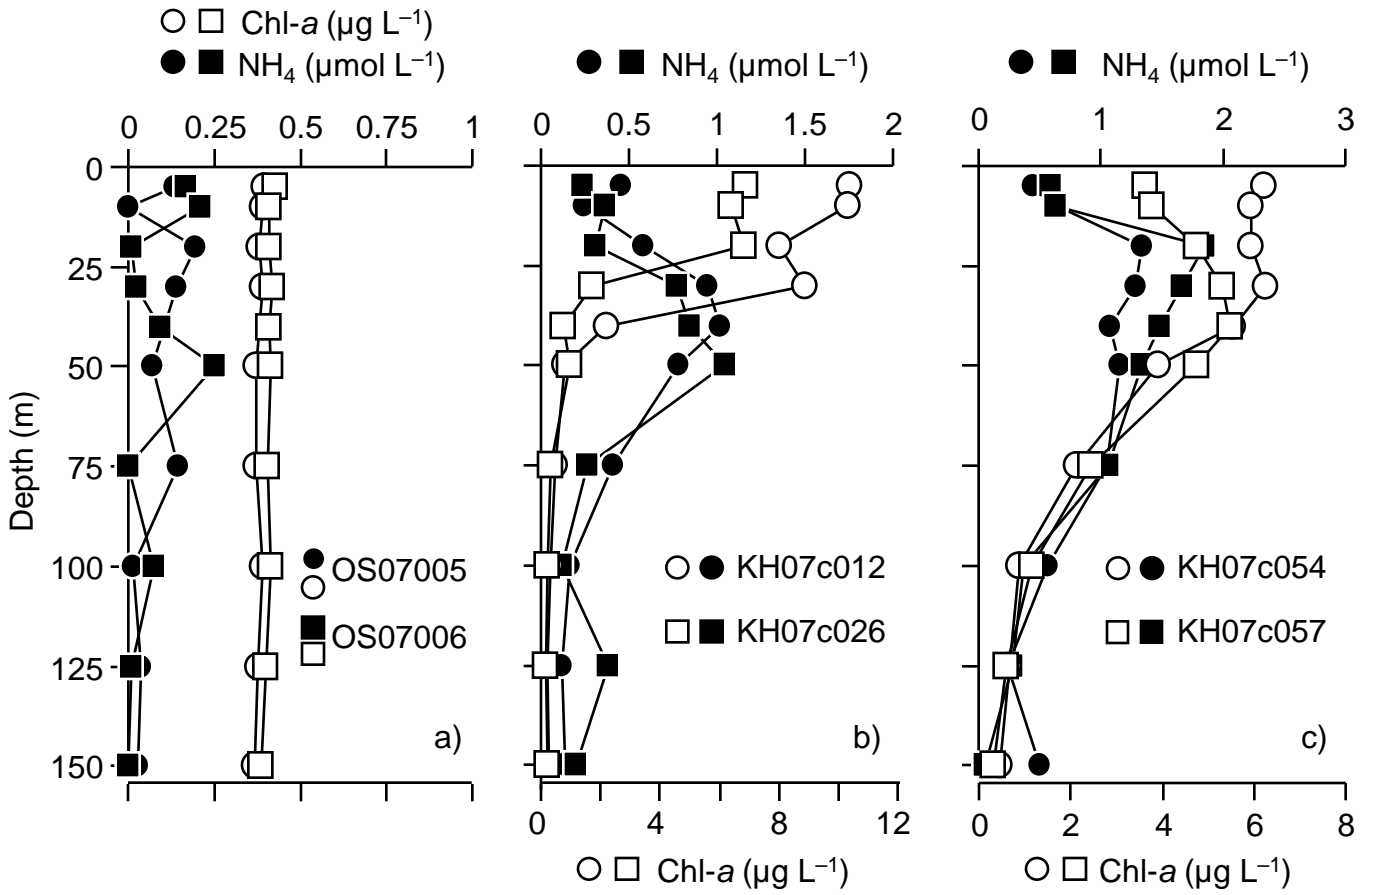 Chl-a (µg L⁻¹)
NH₄ (µmol L⁻¹)
NH₄ (µmol L⁻¹)
NH₄ (µmol L⁻¹)
0 0.25 0.5 0.75 1
0 0.5 1 1.5 2
0 1 2 3
Depth (m)
0
25
50
75
100
125
150
OS07005
OS07006
a)
KH07c012
KH07c026
b)
KH07c054
KH07c057
c)
0 4 8 12
0 2 4 6 8
Chl-a (µg L⁻¹)
Chl-a (µg L⁻¹)